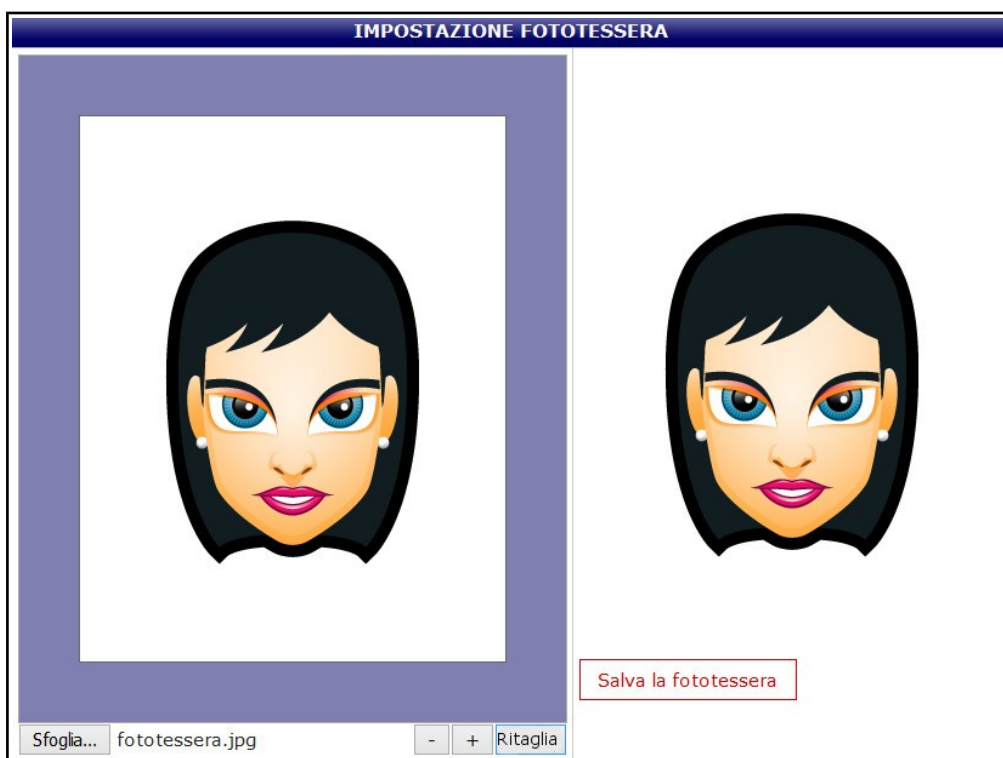 IMPOSTAZIONE FOTOTESSERA
Salva la fototessera
Sfoglia... fototessera.jpg - + Ritaglia